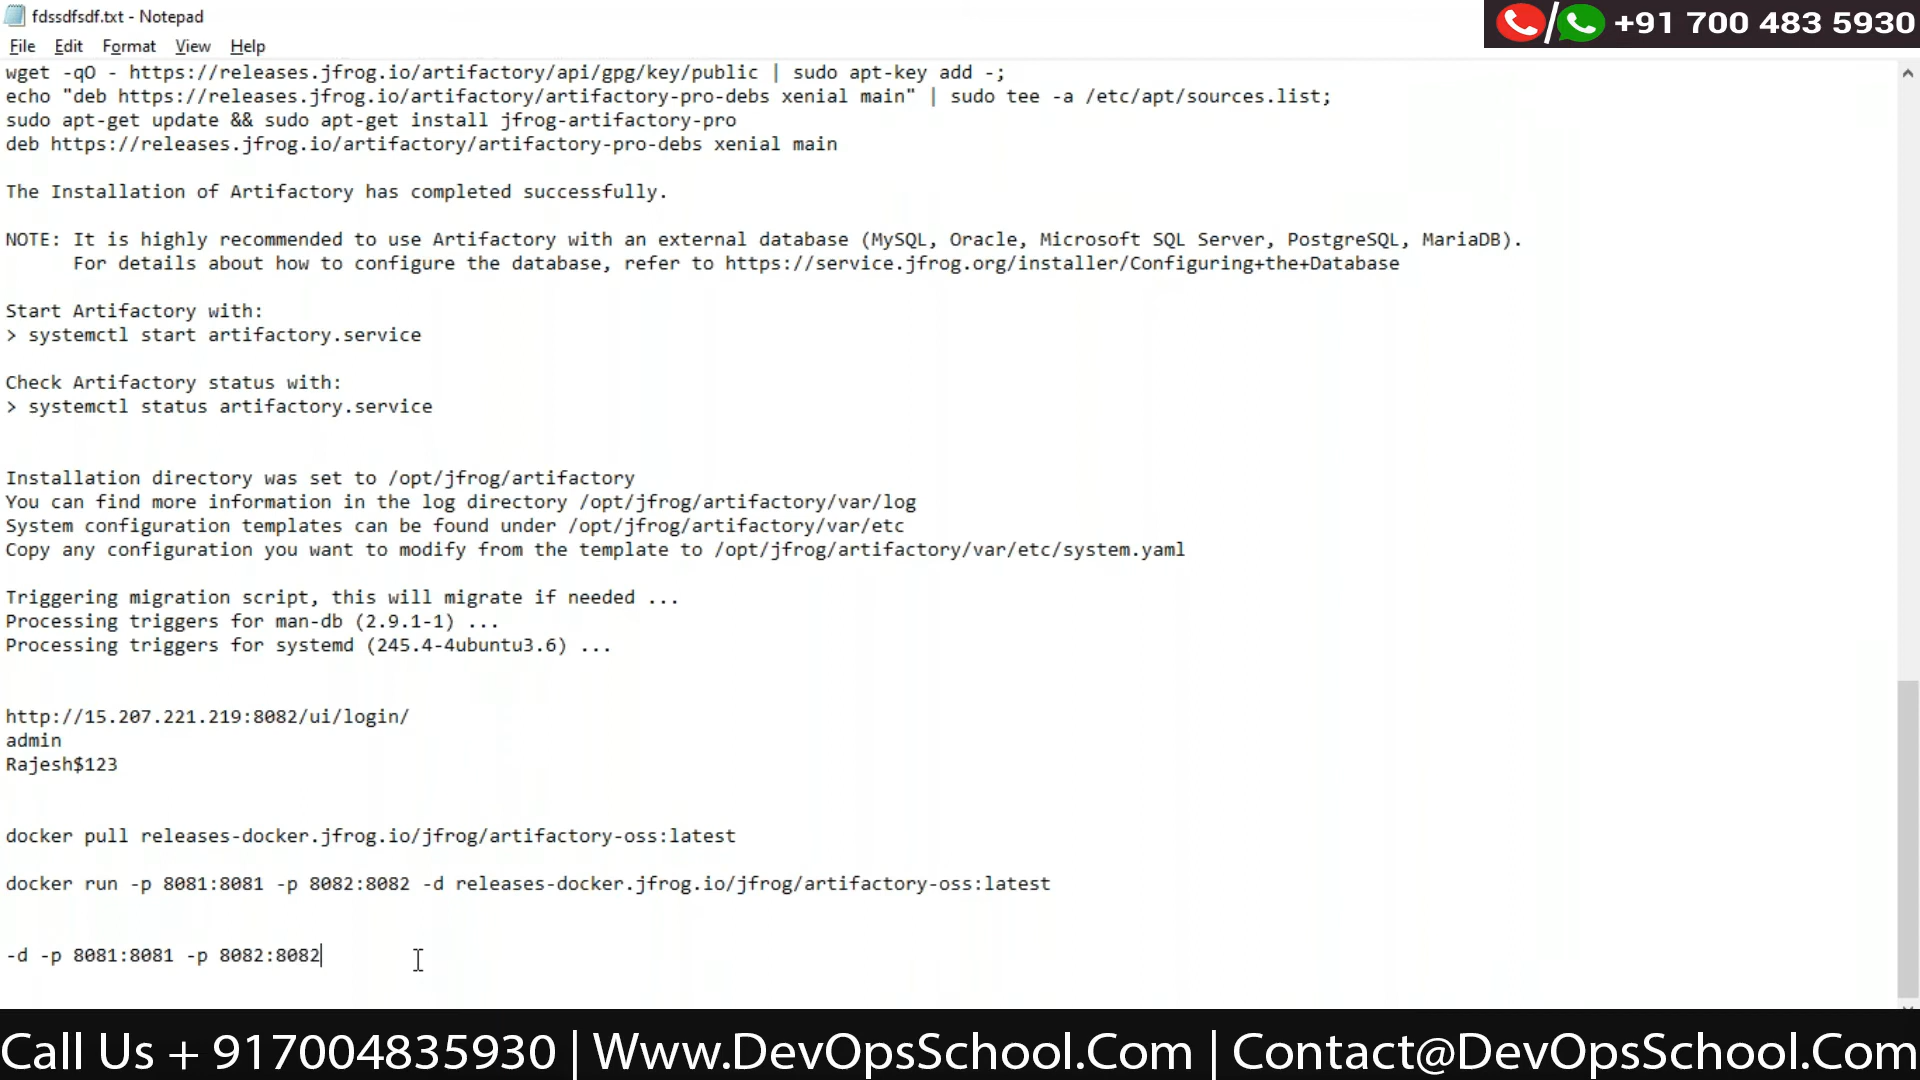 fdssdfsdf.txt - Notepad
+91 700 483 5930
File Edit Format View Help
wget -qO - https://releases.jfrog.io/artifactory/api/gpg/key/public | sudo apt-key add -;
echo "deb https://releases.jfrog.io/artifactory/artifactory-pro-debs xenial main" | sudo tee -a /etc/apt/sources.list;
sudo apt-get update && sudo apt-get install jfrog-artifactory-pro
deb https://releases.jfrog.io/artifactory/artifactory-pro-debs xenial main
The Installation of Artifactory has completed successfully.
NOTE: It is highly recommended to use Artifactory with an external database (MySQL, Oracle, Microsoft SQL Server, PostgreSQL, MariaDB).
For details about how to configure the database, refer to https://service.jfrog.org/installer/Configuring+the+Database
Start Artifactory with:
> systemctl start artifactory.service
Check Artifactory status with:
> systemctl status artifactory.service
Installation directory was set to /opt/jfrog/artifactory
You can find more information in the log directory /opt/jfrog/artifactory/var/log
System configuration templates can be found under /opt/jfrog/artifactory/var/etc
Copy any configuration you want to modify from the template to /opt/jfrog/artifactory/var/etc/system.yaml
Triggering migration script, this will migrate if needed ...
Processing triggers for man-db (2.9.1-1) ...
Processing triggers for systemd (245.4-4ubuntu3.6) ...
http://15.207.221.219:8082/ui/login/
admin
Rajesh$123
docker pull releases-docker.jfrog.io/jfrog/artifactory-oss:latest
docker run -p 8081:8081 -p 8082:8082 -d releases-docker.jfrog.io/jfrog/artifactory-oss:latest
-d -p 8081:8081 -p 8082:8082
Call Us + 917004835930 | Www.DevOpsSchool.Com | Contact@DevOpsSchool.Com